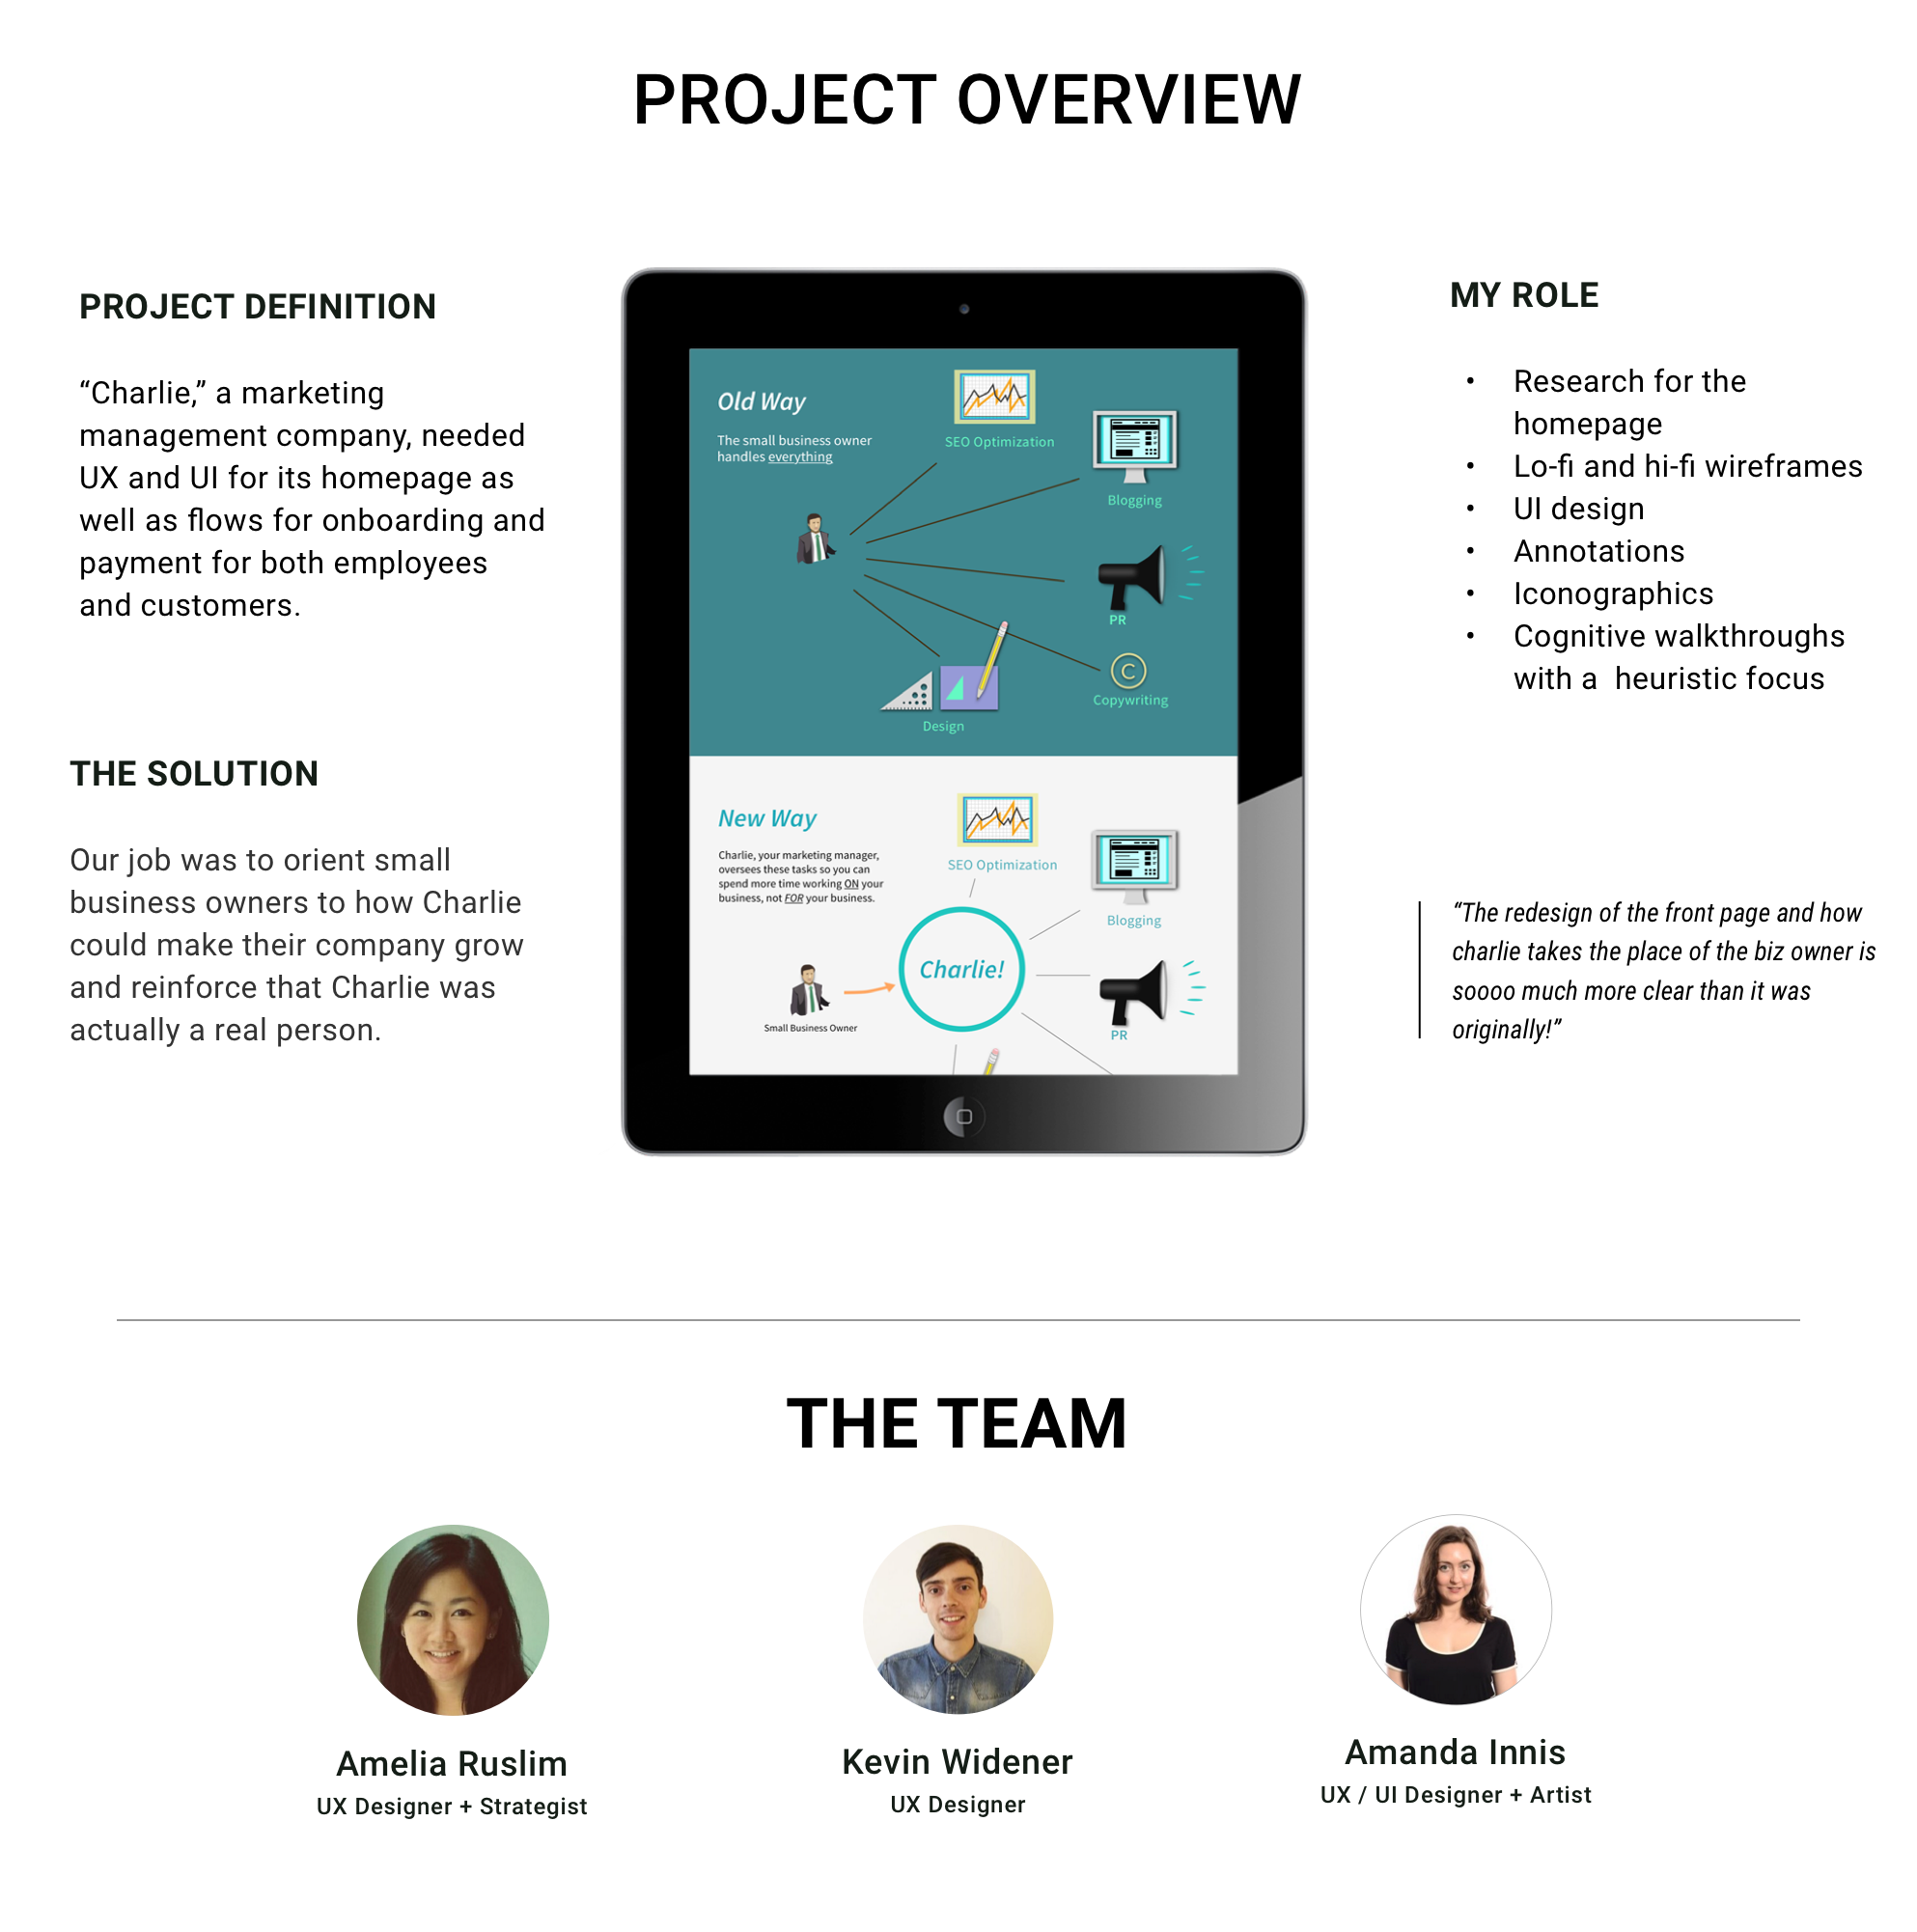 PROJECT OVERVIEW
PROJECT DEFINITION
“Charlie,” a marketing
management company, needed
UX and UI for its homepage as
well as flows for onboarding and
payment for both employees
and customers.
THE SOLUTION
Our job was to orient small
business owners to how Charlie
could make their company grow
and reinforce that Charlie was
actually a real person.
Old Way
The small business owner
handles everything
SEO Optimization
Blogging
PR
Copywriting
Design
New Way
Charlie, your marketing manager,
oversees these tasks so you can
spend more time working ON your
business, not FOR your business.
SEO Optimization
Blogging
Charlie!
Small Business Owner
PR
MY ROLE
• Research for the
homepage
• Lo-fi and hi-fi wireframes
• UI design
• Annotations
• Iconographics
• Cognitive walkthroughs
with a  heuristic focus
“The redesign of the front page and how
charlie takes the place of the biz owner is
soooo much more clear than it was
originally!”
THE TEAM
Amelia Ruslim
UX Designer + Strategist
Kevin Widener
UX Designer
Amanda Innis
UX / UI Designer + Artist